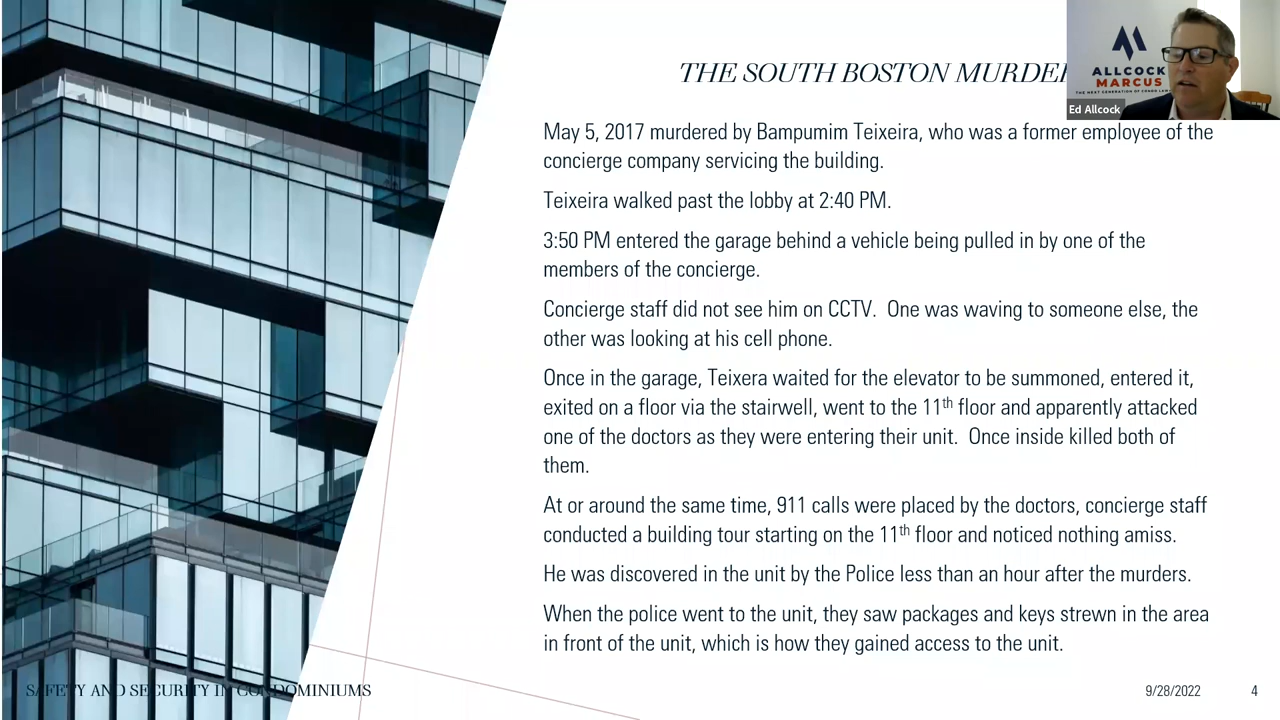 THE SOUTH BOSTON MURDER
ALLCOCK
MARCUS
Ed Allcock
May 5, 2017 murdered by Bampumim Teixeira, who was a former employee of the
concierge company servicing the building.
Teixeira walked past the lobby at 2:40 PM.
3:50 PM entered the garage behind a vehicle being pulled in by one of the
members of the concierge.
Concierge staff did not see him on CCTV.  One was waving to someone else, the
other was looking at his cell phone.
Once in the garage, Teixera waited for the elevator to be summoned, entered it,
exited on a floor via the stairwell, went to the 11th floor and apparently attacked
one of the doctors as they were entering their unit.  Once inside killed both of
them.
At or around the same time, 911 calls were placed by the doctors, concierge staff
conducted a building tour starting on the 11th floor and noticed nothing amiss.
He was discovered in the unit by the Police less than an hour after the murders.
When the police went to the unit, they saw packages and keys strewn in the area
in front of the unit, which is how they gained access to the unit.
SAFETY AND SECURITY IN CONDOMINIUMS
9/28/2022
4